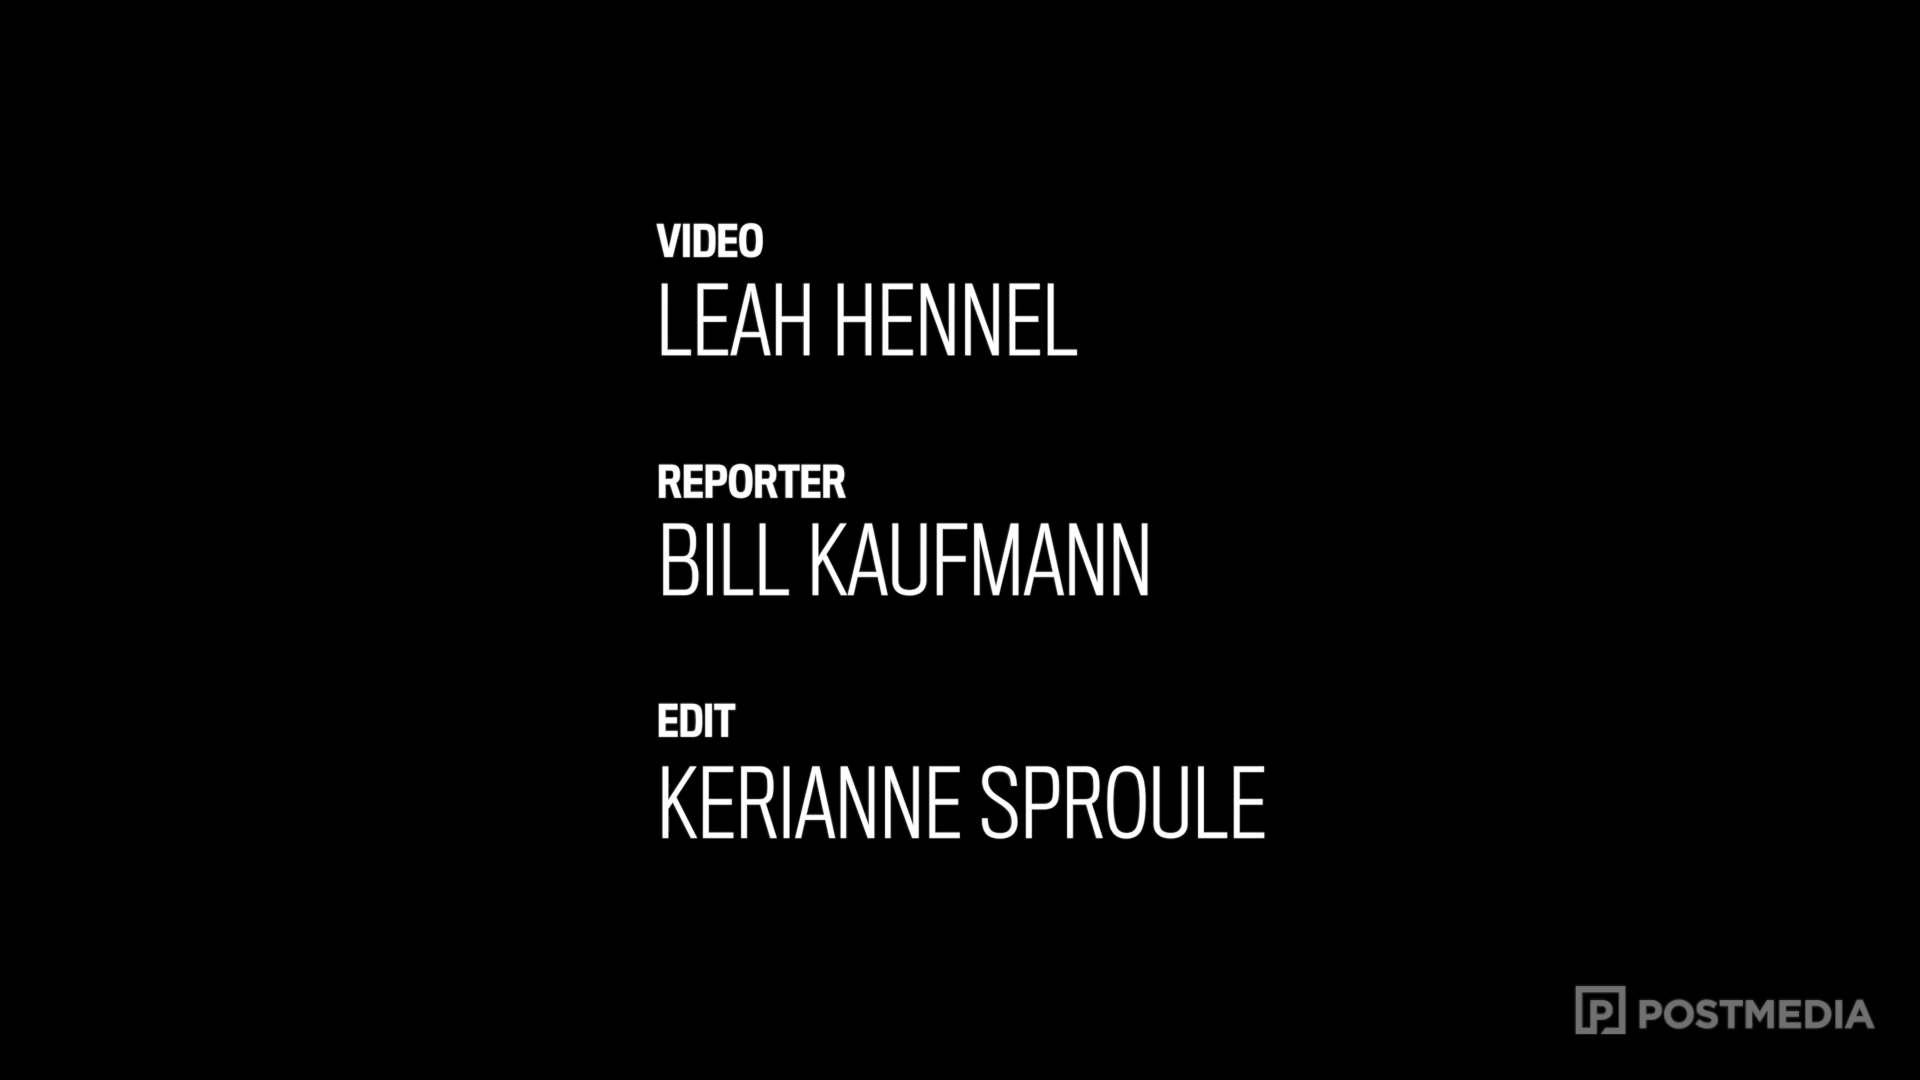 VIDEO
LEAH HENNEL
REPORTER
BILL KAUFMANN
EDIT
KERIANNE SPROULE
P POSTMEDIA